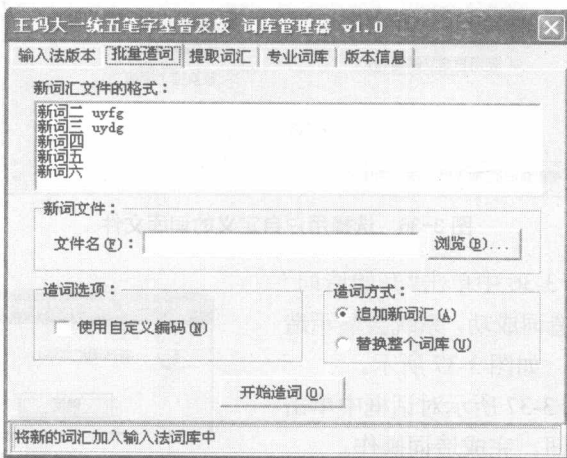 王码大一统五笔字型普及版 词库管理器 v1.0
输入法版本 批量造词 提取词汇 专业词库 版本信息
新词汇文件的格式：
新词二 uyfg
新词三 uydg
新词四
新词五
新词六
新词文件：
文件名(F)： 浏览(B)...
造词选项： 造词方式：
使用自定义编码(N) 追加新词汇(A)
替换整个词库(U)
开始造词(O)
将新的词汇加入输入法词库中